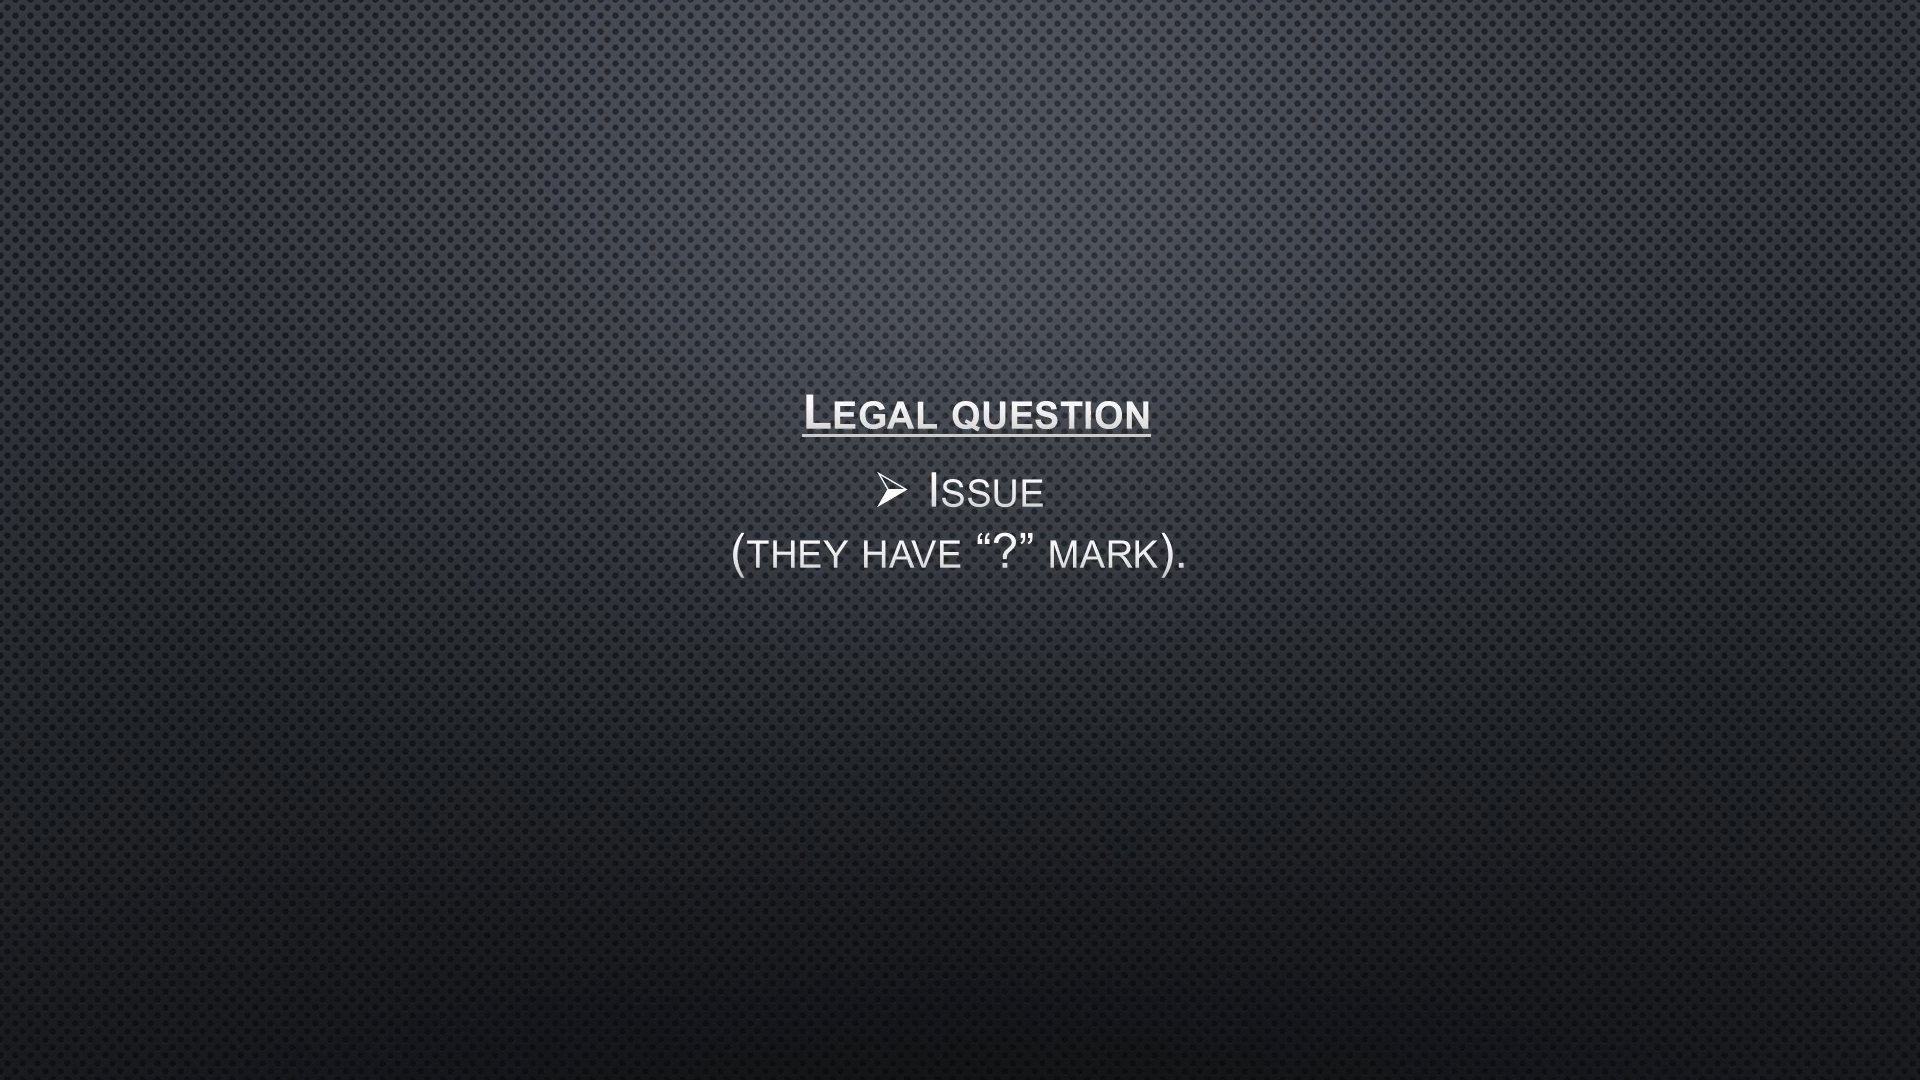 Legal question
➢ Issue
(they have “?” mark).